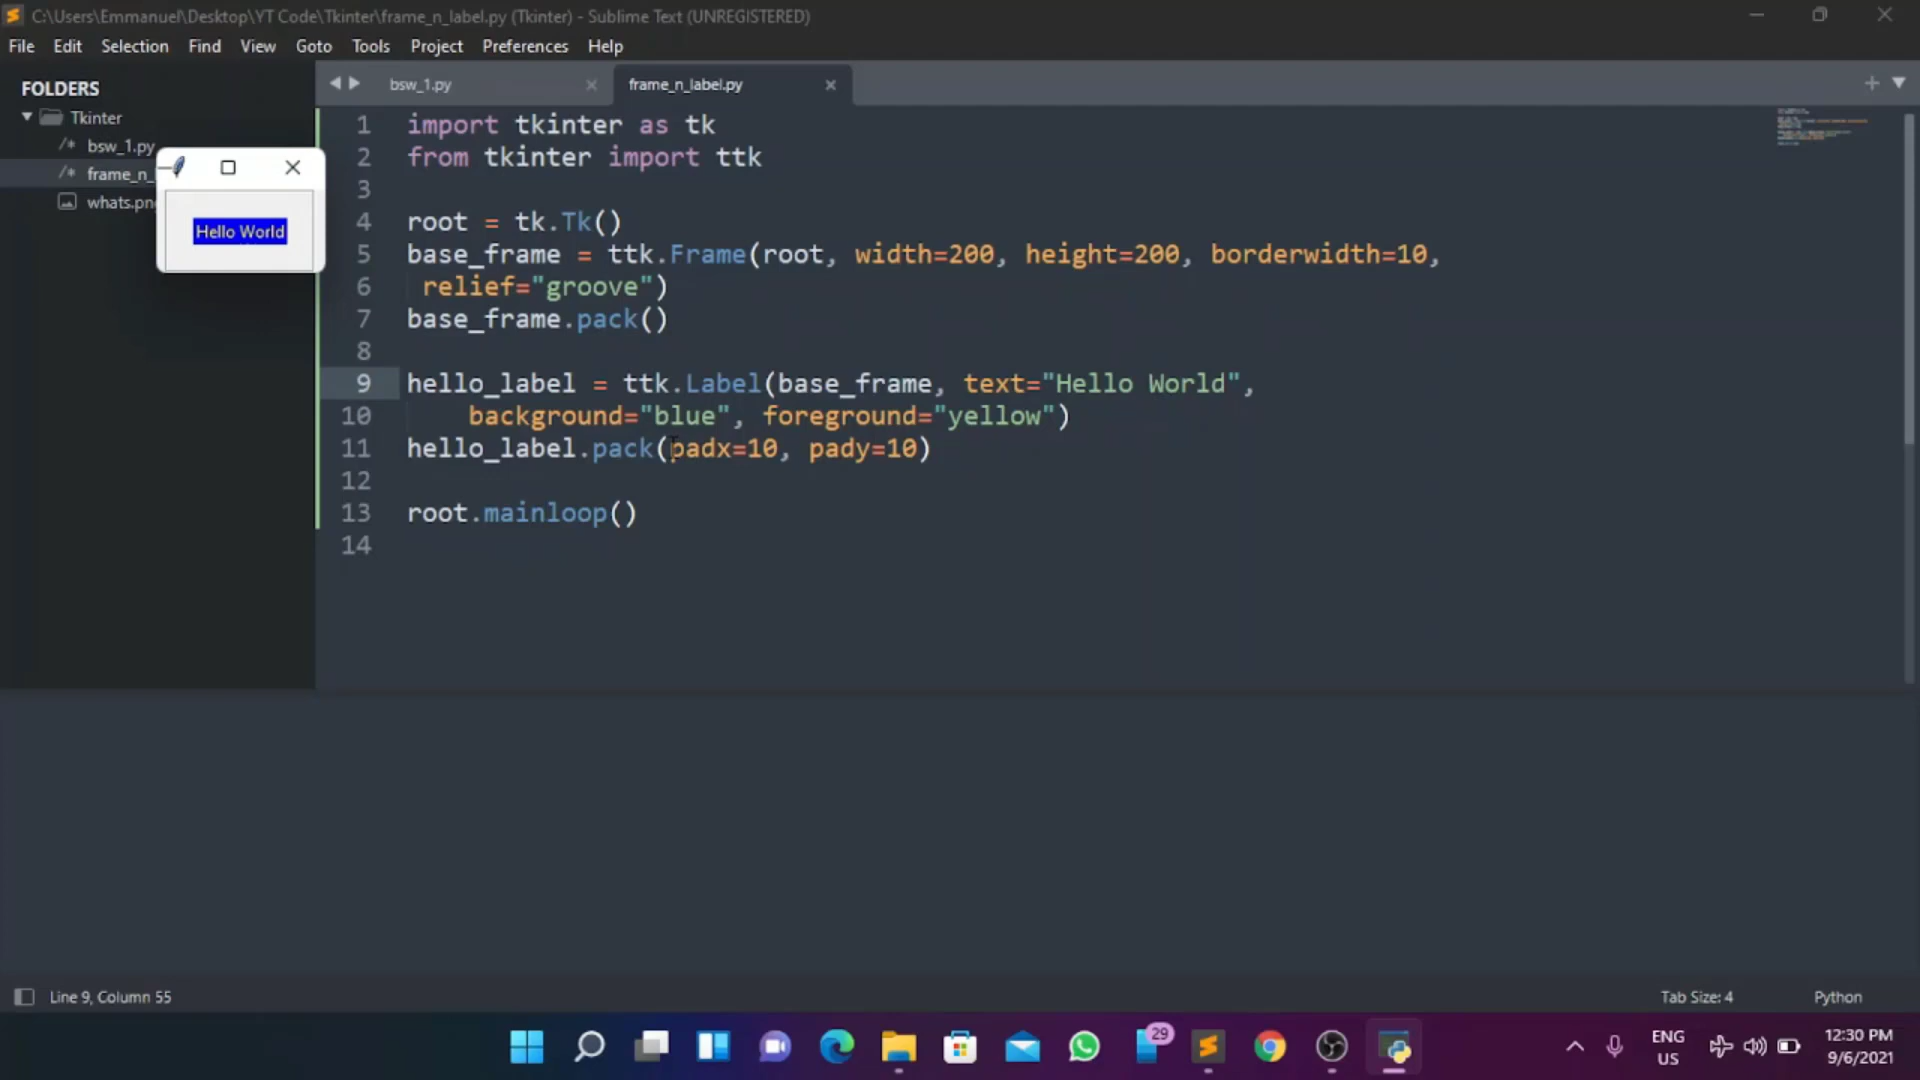 C:\Users\Emmanuel\Desktop\YT Code\Tkinter\frame_n_label.py (Tkinter) - Sublime Text (UNREGISTERED)
File Edit Selection Find View Goto Tools Project Preferences Help
FOLDERS
Tkinter
/* bsw_1.py
/* frame_n_
whats.png
Hello World
bsw_1.py
frame_n_label.py
1 import tkinter as tk
2 from tkinter import ttk
3
4 root = tk.Tk()
5 base_frame = ttk.Frame(root, width=200, height=200, borderwidth=10,
6 relief="groove")
7 base_frame.pack()
8
9 hello_label = ttk.Label(base_frame, text="Hello World",
10 background="blue", foreground="yellow")
11 hello_label.pack(padx=10, pady=10)
12
13 root.mainloop()
14
Line 9, Column 55
Tab Size: 4
Python
29
ENG
US
12:30 PM
9/6/2021